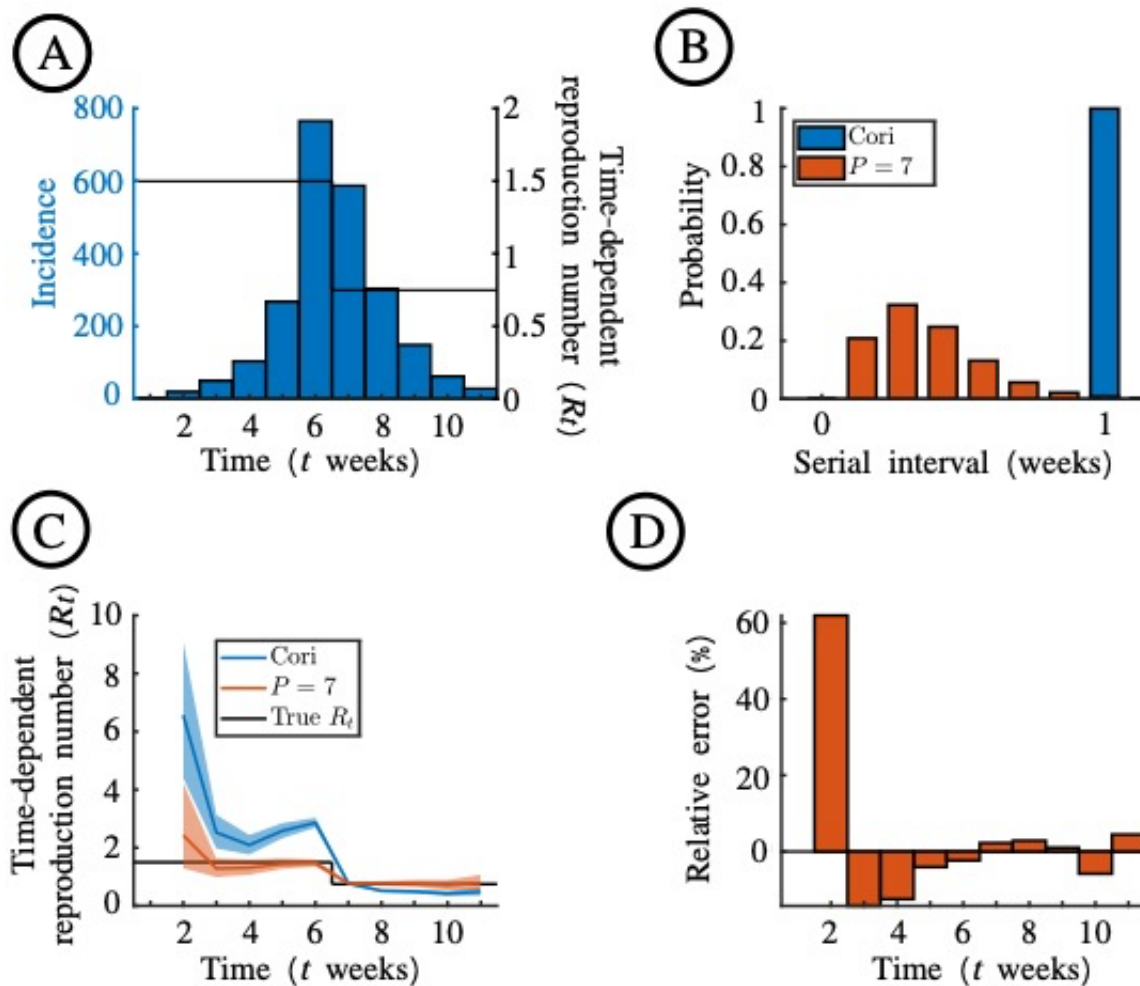 A
800
600
400
200
0
Incidence
2
1.5
1
0.5
0
Time-dependent
reproduction number (Rt)
2 4 6 8 10
Time (t weeks)
B
1
0.8
0.6
0.4
0.2
0
Probability
Cori
P = 7
0 1
Serial interval (weeks)
C
10
8
6
4
2
0
Time-dependent
reproduction number (Rt)
Cori
P = 7
True Rt
2 4 6 8 10
Time (t weeks)
D
60
40
20
0
Relative error (%)
2 4 6 8 10
Time (t weeks)